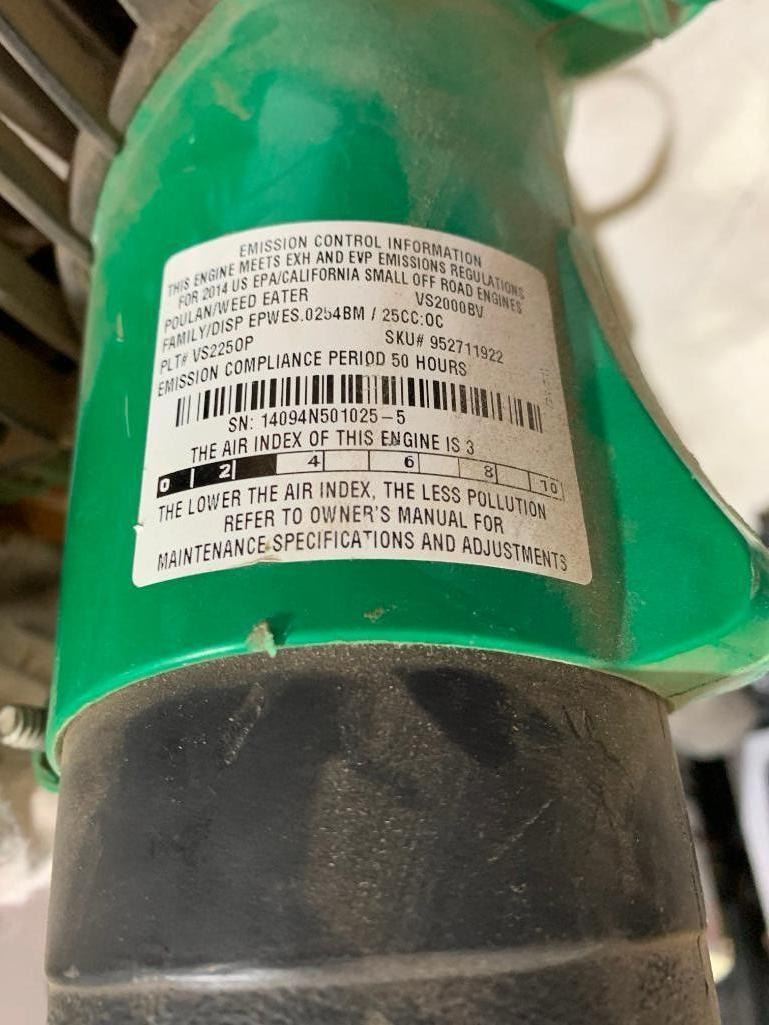 EMISSION CONTROL INFORMATION
THIS ENGINE MEETS EXH AND EVP EMISSIONS REGULATIONS
FOR 2014 US EPA/CALIFORNIA SMALL OFF ROAD ENGINES
POULAN/WEED EATER VS2000BV
FAMILY/DISP EPWES.0254BM / 25CC:OC
PLT# VS2250P SKU# 952711922
EMISSION COMPLIANCE PERIOD 50 HOURS
SN: 14094N501025-5
THE AIR INDEX OF THIS ENGINE IS 3
0 2 4 6 8 10
THE LOWER THE AIR INDEX, THE LESS POLLUTION
REFER TO OWNER'S MANUAL FOR
MAINTENANCE SPECIFICATIONS AND ADJUSTMENTS